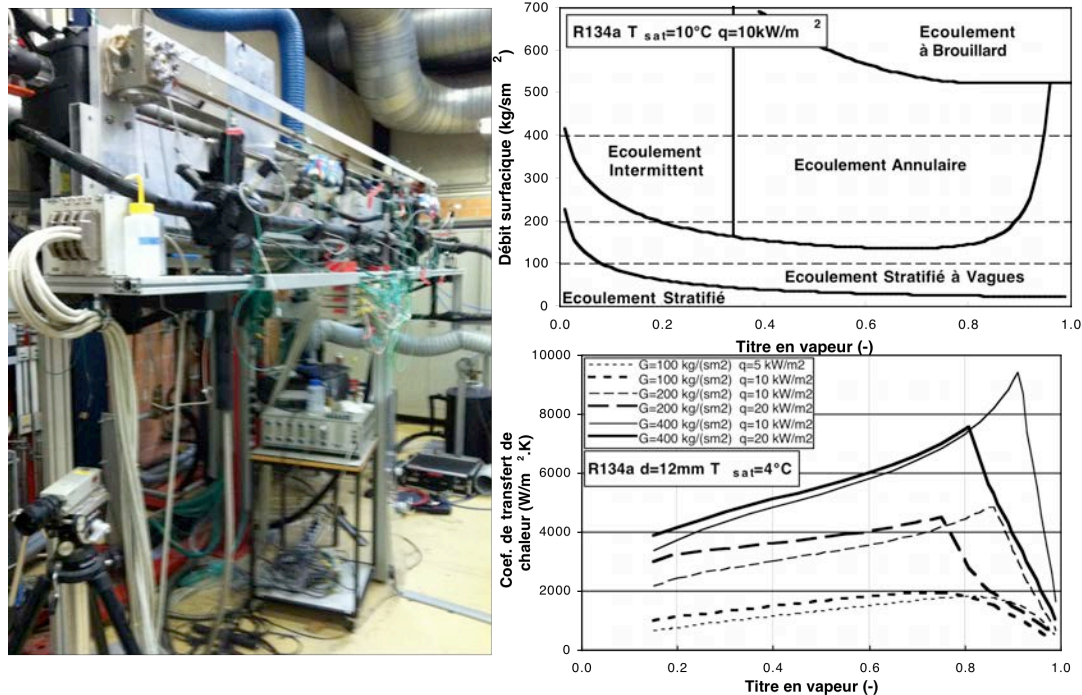 700
600
500
400
300
200
100
0
Débit surfacique (kg/sm²)
R134a T sat=10°C q=10kW/m²
Ecoulement
à Brouillard
Ecoulement
Intermittent
Ecoulement Annulaire
Ecoulement Stratifié à Vagues
Ecoulement Stratifié
0.0 0.2 0.4 0.6 0.8 1.0
Titre en vapeur (-)
10000
8000
6000
4000
2000
0
Coef. de transfert de
chaleur (W/m².K)
G=100 kg/(sm2) q=5 kW/m2
G=100 kg/(sm2) q=10 kW/m2
G=200 kg/(sm2) q=10 kW/m2
G=200 kg/(sm2) q=20 kW/m2
G=400 kg/(sm2) q=10 kW/m2
G=400 kg/(sm2) q=20 kW/m2
R134a d=12mm T sat=4°C
0.0 0.2 0.4 0.6 0.8 1.0
Titre en vapeur (-)